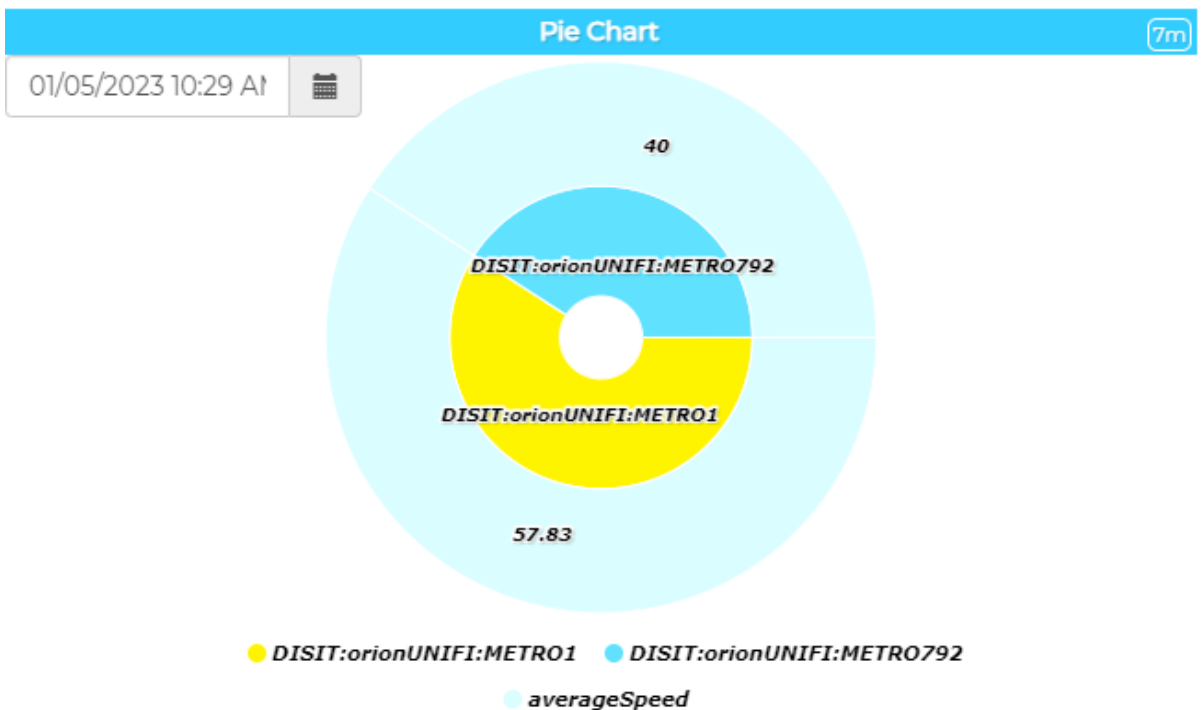 Pie Chart
7m
01/05/2023 10:29 AM
40
DISIT:orionUNIFI:METRO792
DISIT:orionUNIFI:METRO1
57.83
DISIT:orionUNIFI:METRO1 DISIT:orionUNIFI:METRO792
averageSpeed